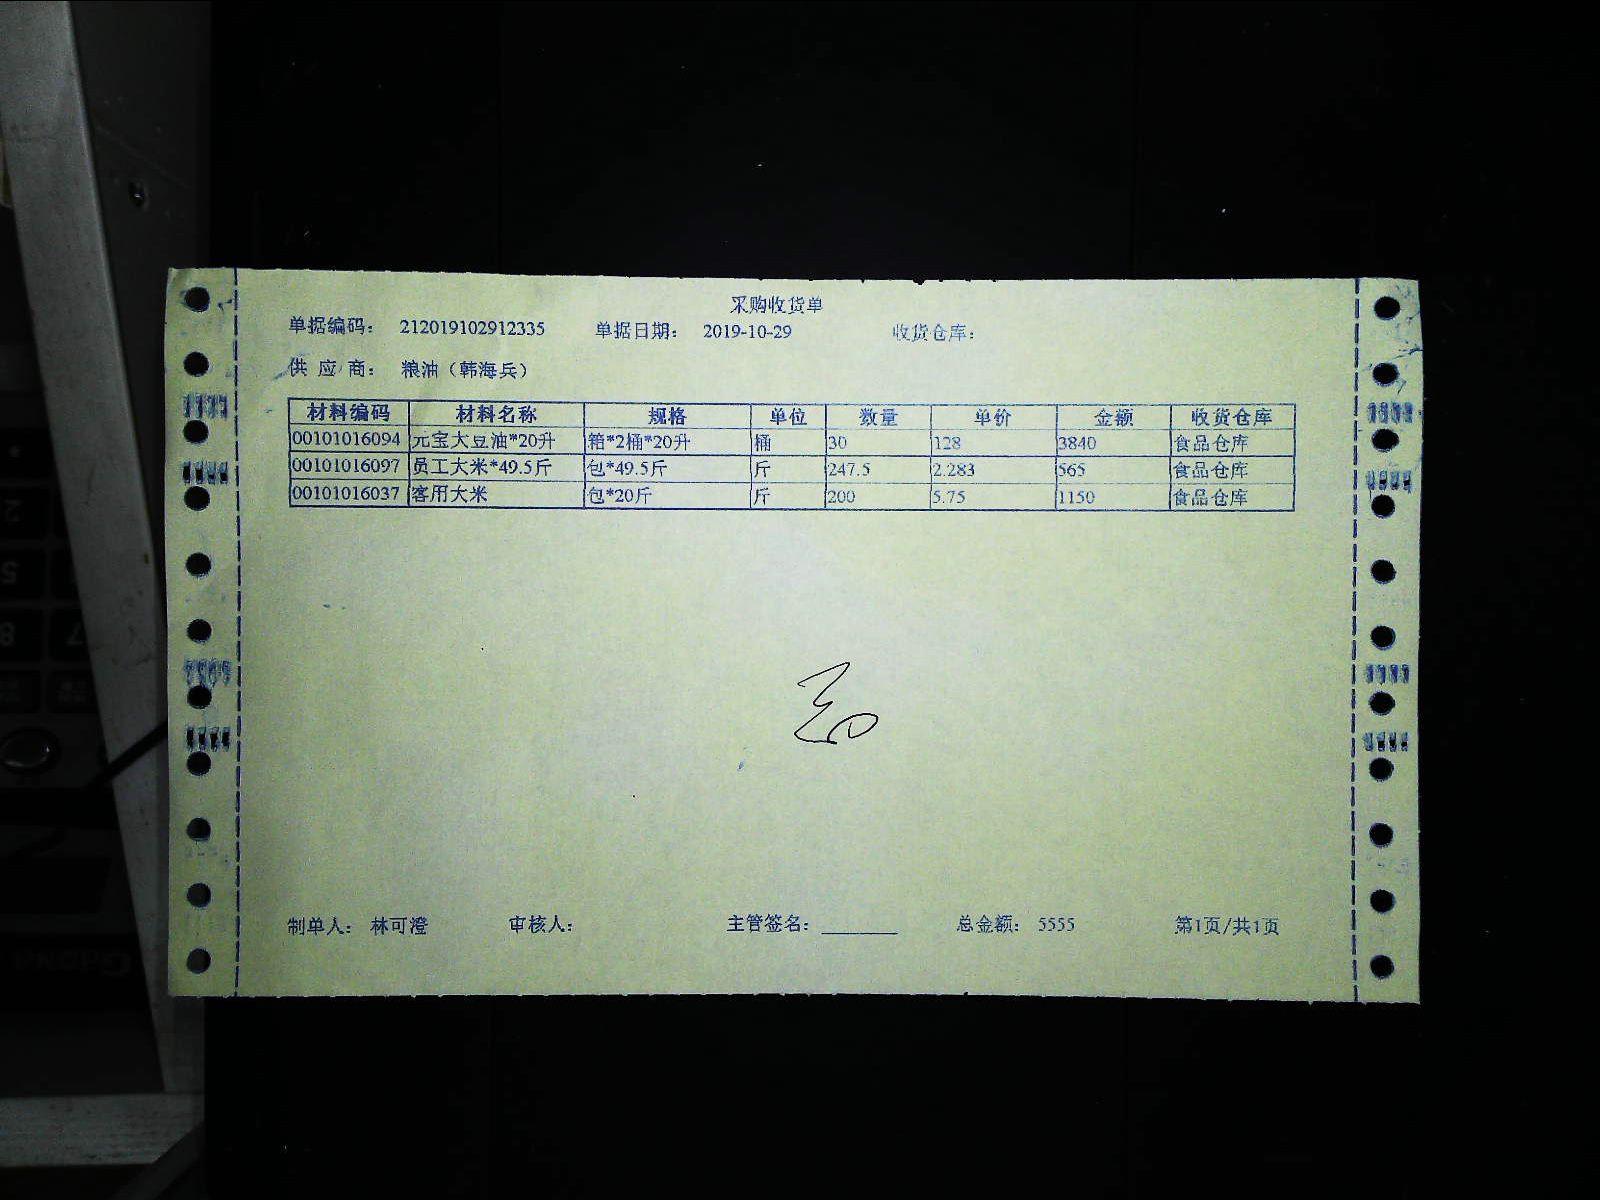 采购收货单
单据编码： 212019102912335 单据日期： 2019-10-29 收货仓库：
供 应 商： 粮油（韩海兵）
材料编码 材料名称 规格 单位 数量 单价 金额 收货仓库
00101016094 元宝大豆油*20升 箱*2桶*20升 桶 30 128 3840 食品仓库
00101016097 员工大米*49.5斤 包*49.5斤 斤 247.5 2.283 565 食品仓库
00101016037 客用大米 包*20斤 斤 200 5.75 1150 食品仓库
制单人： 林可澄 审核人： 主管签名：________ 总金额： 5555 第1页/共1页